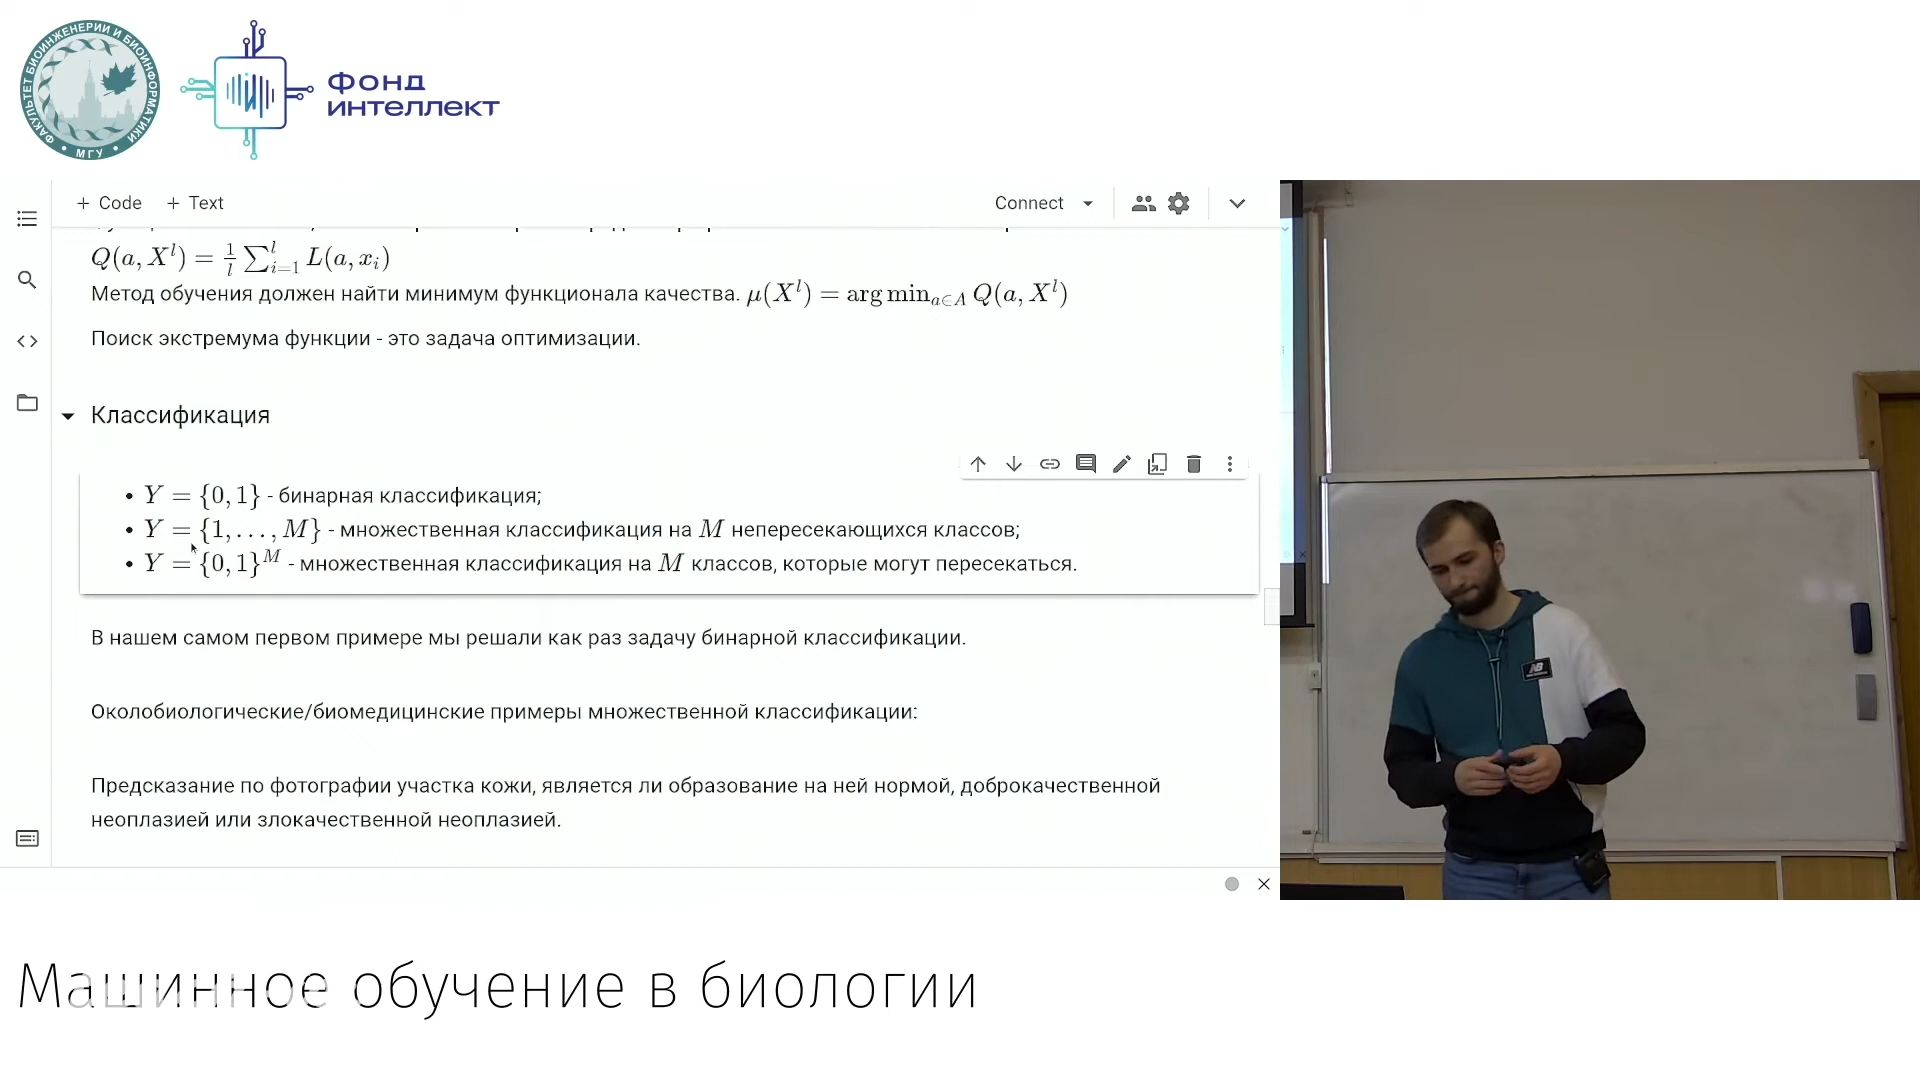 ФАКУЛЬТЕТ БИОИНЖЕНЕРИИ И БИОИНФОРМАТИКИ
• МГУ •
ФОНД
ИНТЕЛЛЕКТ
+ Code + Text
Connect
Q(a, X^l) = \frac{1}{l} \sum_{i=1}^{l} L(a, x_i)
Метод обучения должен найти минимум функционала качества. μ(X^l) = arg min_{a∈A} Q(a, X^l)
Поиск экстремума функции - это задача оптимизации.
Классификация
• Y = {0, 1} - бинарная классификация;
• Y = {1, . . . , M} - множественная классификация на M непересекающихся классов;
• Y = {0, 1}^M - множественная классификация на M классов, которые могут пересекаться.
В нашем самом первом примере мы решали как раз задачу бинарной классификации.
Околобиологические/биомедицинские примеры множественной классификации:
Предсказание по фотографии участка кожи, является ли образование на ней нормой, доброкачественной
неоплазией или злокачественной неоплазией.
NB
Машинное обучение в биологии